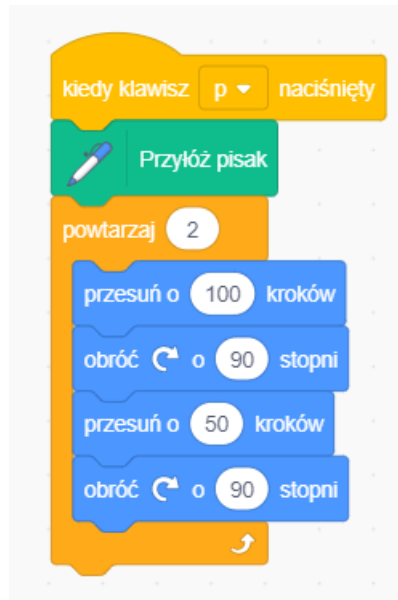 kiedy klawisz p naciśnięty
Przyłóż pisak
powtarzaj 2
przesuń o 100 kroków
obróć o 90 stopni
przesuń o 50 kroków
obróć o 90 stopni